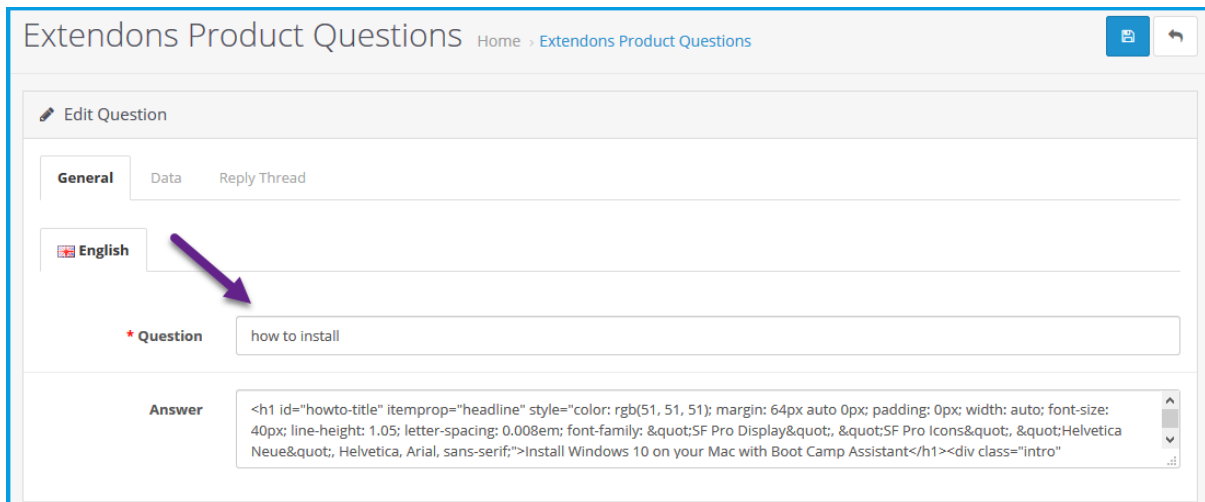 Extendons Product Questions Home › Extendons Product Questions
Edit Question
General Data Reply Thread
English
* Question how to install
Answer <h1 id="howto-title" itemprop="headline" style="color: rgb(51, 51, 51); margin: 64px auto 0px; padding: 0px; width: auto; font-size:
40px; line-height: 1.05; letter-spacing: 0.008em; font-family: &quot;SF Pro Display&quot;, &quot;SF Pro Icons&quot;, &quot;Helvetica
Neue&quot;, Helvetica, Arial, sans-serif;">Install Windows 10 on your Mac with Boot Camp Assistant</h1><div class="intro"